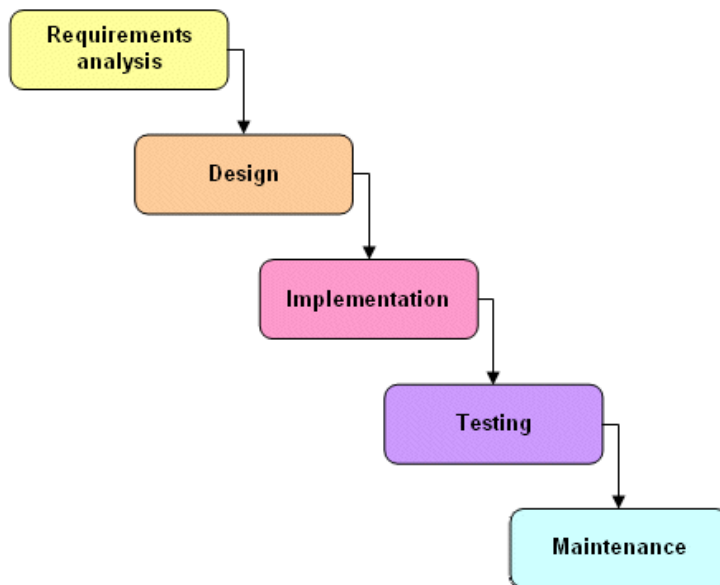 Requirements
analysis
Design
Implementation
Testing
Maintenance